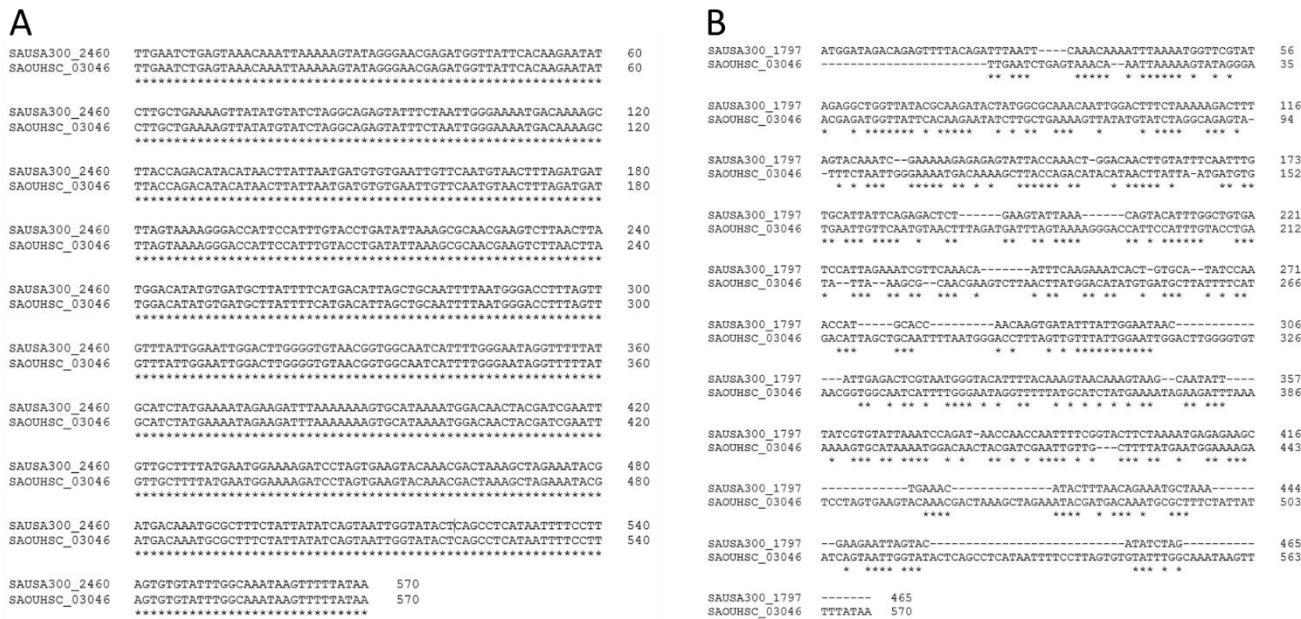 A
SAUSA300_2460 TTGAATCTGAGTAAACAAATTAAAAAGTATAGGGAACGAGATGGTTATTCACAAGAATAT 60
SAOUHSC_03046 TTGAATCTGAGTAAACAAATTAAAAAGTATAGGGAACGAGATGGTTATTCACAAGAATAT 60
************************************************************
SAUSA300_2460 CTTGCTGAAAAGTTATATGTATCTAGGCAGAGTATTTCTAATTGGGAAAATGACAAAAGC 120
SAOUHSC_03046 CTTGCTGAAAAGTTATATGTATCTAGGCAGAGTATTTCTAATTGGGAAAATGACAAAAGC 120
************************************************************
SAUSA300_2460 TTACCAGACATACATAACTTATTAATGATGTGTGAATTGTTCAATGTAACTTTAGATGAT 180
SAOUHSC_03046 TTACCAGACATACATAACTTATTAATGATGTGTGAATTGTTCAATGTAACTTTAGATGAT 180
************************************************************
SAUSA300_2460 TTAGTAAAAGGGACCATTCCATTTGTACCTGATATTAAAGCGCAACGAAGTCTTAACTTA 240
SAOUHSC_03046 TTAGTAAAAGGGACCATTCCATTTGTACCTGATATTAAAGCGCAACGAAGTCTTAACTTA 240
************************************************************
SAUSA300_2460 TGGACATATGTGATGCTTATTTTCATGACATTAGCTGCAATTTTAATGGGACCTTTAGTT 300
SAOUHSC_03046 TGGACATATGTGATGCTTATTTTCATGACATTAGCTGCAATTTTAATGGGACCTTTAGTT 300
************************************************************
SAUSA300_2460 GTTTATTGGAATTGGACTTGGGGTGTAACGGTGGCAATCATTTTGGGAATAGGTTTTTAT 360
SAOUHSC_03046 GTTTATTGGAATTGGACTTGGGGTGTAACGGTGGCAATCATTTTGGGAATAGGTTTTTAT 360
************************************************************
SAUSA300_2460 GCATCTATGAAAATAGAAGATTTAAAAAAAGTGCATAAAATGGACAACTACGATCGAATT 420
SAOUHSC_03046 GCATCTATGAAAATAGAAGATTTAAAAAAAGTGCATAAAATGGACAACTACGATCGAATT 420
************************************************************
SAUSA300_2460 GTTGCTTTTATGAATGGAAAAGATCCTAGTGAAGTACAAACGACTAAAGCTAGAAATACG 480
SAOUHSC_03046 GTTGCTTTTATGAATGGAAAAGATCCTAGTGAAGTACAAACGACTAAAGCTAGAAATACG 480
************************************************************
SAUSA300_2460 ATGACAAATGCGCTTTCTATTATATCAGTAATTGGTATACTCAGCCTCATAATTTTCCTT 540
SAOUHSC_03046 ATGACAAATGCGCTTTCTATTATATCAGTAATTGGTATACTCAGCCTCATAATTTTCCTT 540
************************************************************
SAUSA300_2460 AGTGTGTATTTGGCAAATAAGTTTTTATAA 570
SAOUHSC_03046 AGTGTGTATTTGGCAAATAAGTTTTTATAA 570
******************************
B
SAUSA300_1797 ATGGATAGACAGAGTTTTACAGATTTAATT----CAAACAAAATTTAAAATGGTTCGTAT 56
SAOUHSC_03046 ---------------------TTGAATCTGAGTAAACA--AATTAAAAAGTATAGGGA 35
SAUSA300_1797 AGAGGCTGGTTATACGCAAGATACTATGGCGCAAACAATTGGACTTTCTAAAAAGACTTT 116
SAOUHSC_03046 ACGAGATGGTTATTCACAAGAATATCTTGCTGAAAAGTTATATGTATCTAGGCAGAGTA- 94
SAUSA300_1797 AGTACAAATC--GAAAAAGAGAGAGTATTACCAAACT-GGACAACTTGTATTTCAATTTG 173
SAOUHSC_03046 -TTTCTAATTGGGAAAATGACAAAAGCTTACCAGACATACATAACTTATTA-ATGATGTG 152
SAUSA300_1797 TGCATTATTCAGAGACTCT------GAAGTATTAAA------CAGTACATTTGGCTGTGA 221
SAOUHSC_03046 TGAATTGTTCAATGTAACTTTAGATGATTTAGTAAAAGGGACCATTCCATTTGTACCTGA 212
SAUSA300_1797 TCCATTAGAAATCGTTCAAACA-------ATTTCAAGAAATCACT-GTGCA--TATCCAA 271
SAOUHSC_03046 TA--TTA--AAGCG--CAACGAAGTCTTAACTTATGGACATATGTGATGCTTATTTTCAT 266
SAUSA300_1797 ACCAT----GCACC-----AACAAGTGATATTTATTGGAATAAC----------- 306
SAOUHSC_03046 GACATTAGCTGCAATTTTAATGGGACCTTTAGTTGTTTATTGGAATTGGACTTGGGGTGT 326
SAUSA300_1797 ---ATTGAGACTCGTAATGGGTACATTTTACAAAGTAACAAAGTAAG-CAATATT---- 357
SAOUHSC_03046 AACGGTGGCAATCATTTTGGGAATAGGTTTTTATGCATCTATGAAAATAGAAGATTTAAA 386
SAUSA300_1797 TATCGTGTATTAAATCCAGAT-AACCAACCAATTTTCGGTACTTCTAAAATGAGAGAAGC 416
SAOUHSC_03046 AAAAGTGCATAAAATGGACAACTACGATCGAATTGTTG---CTTTTATGAATGGAAAAGA 443
SAUSA300_1797 -----------TGAAAC-----------ATACTTTAACAGAAATGCTAAA------ 444
SAOUHSC_03046 TCCTAGTGAAGTACAAACGACTAAAGCTAGAAATACGATGACAAATGCGCTTTCTATTAT 503
SAUSA300_1797 ---GAAGAATTAGTAC----------------------ATATCTAG--------- 465
SAOUHSC_03046 ATCAGTAATTGGTATACTCAGCCTCATAATTTTCCTTAGTGTGTATTTGGCAAATAAGTT 563
SAUSA300_1797 ------- 465
SAOUHSC_03046 TTTATAA 570